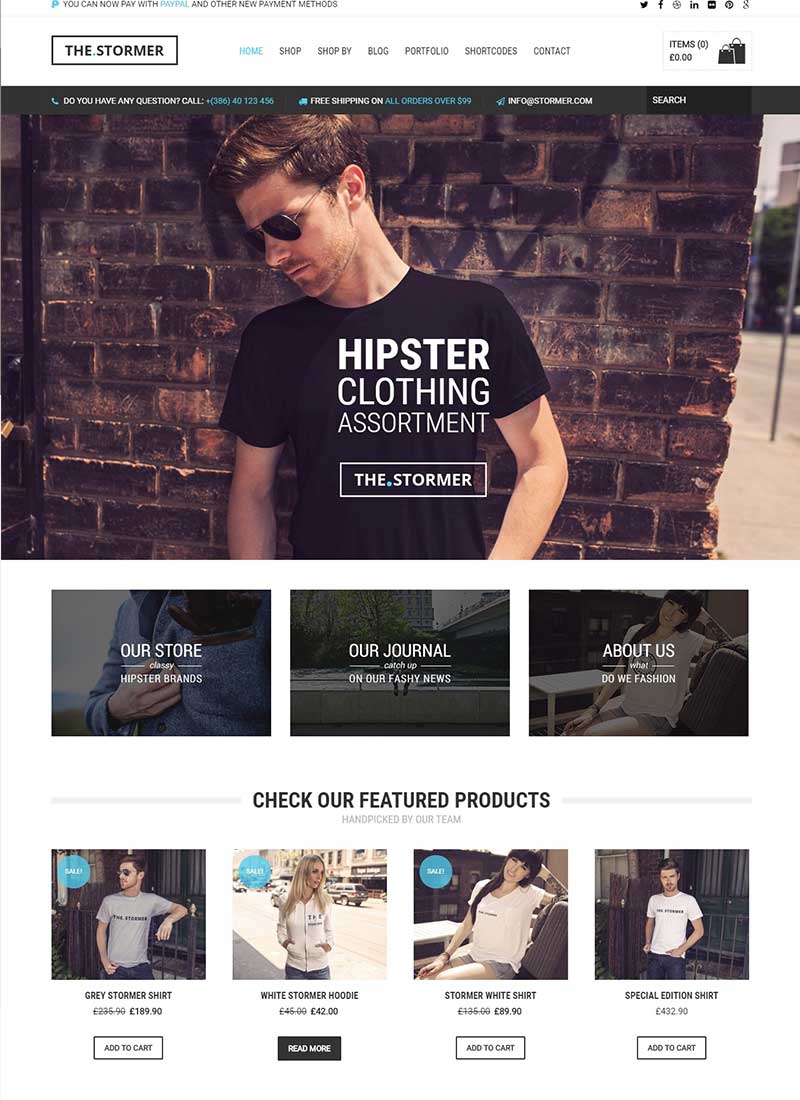 YOU CAN NOW PAY WITH PAYPAL AND OTHER NEW PAYMENT METHODS
THE.STORMER
HOME SHOP SHOP BY BLOG PORTFOLIO SHORTCODES CONTACT
ITEMS (0)
£0.00
DO YOU HAVE ANY QUESTION? CALL: +(386) 40 123 456
FREE SHIPPING ON ALL ORDERS OVER $99
INFO@STORMER.COM
SEARCH
HIPSTER
CLOTHING
ASSORTMENT
THE.STORMER
OUR STORE
classy
HIPSTER BRANDS
OUR JOURNAL
catch up
ON OUR FASHY NEWS
ABOUT US
what
DO WE FASHION
CHECK OUR FEATURED PRODUCTS
HANDPICKED BY OUR TEAM
SALE!
THE.STORMER
GREY STORMER SHIRT
£235.90 £189.90
ADD TO CART
SALE!
THE
WHITE STORMER HOODIE
£45.00 £42.00
READ MORE
SALE!
THE.STORMER
STORMER WHITE SHIRT
£135.00 £89.90
ADD TO CART
THE.STORMER
SPECIAL EDITION SHIRT
£432.90
ADD TO CART